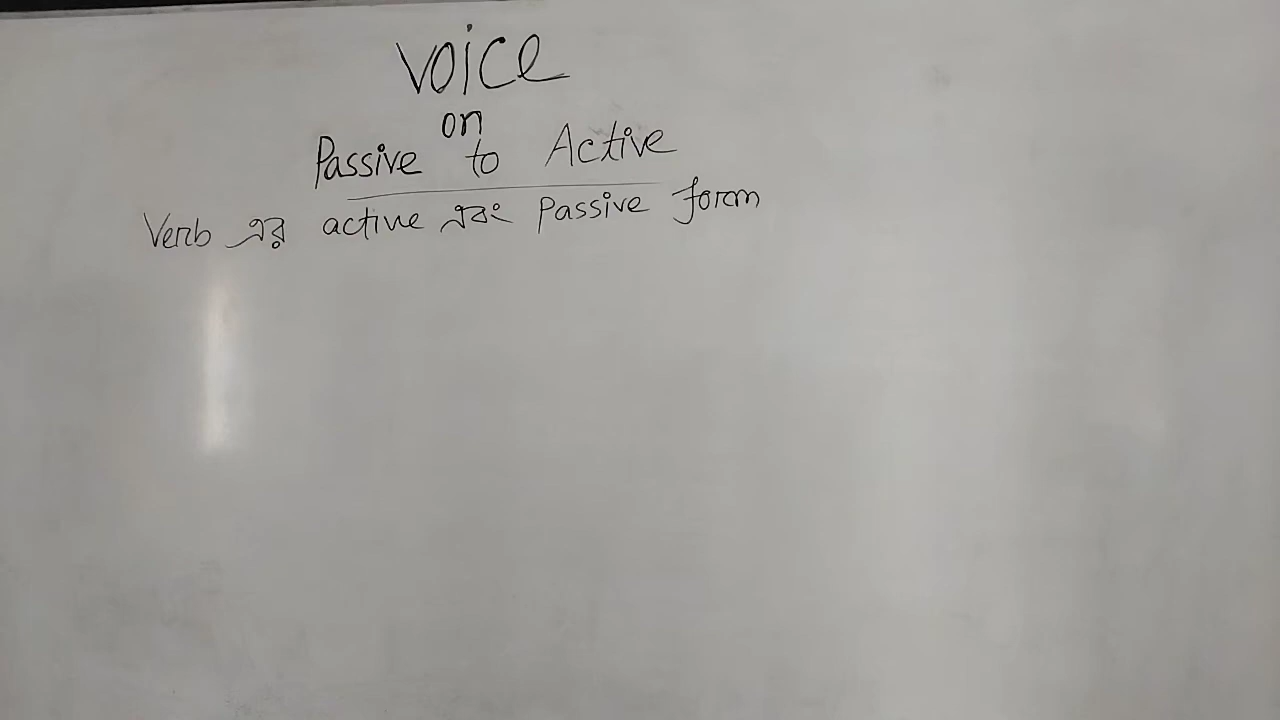 voice
on
Passive to Active
Verb এর active এবং Passive form